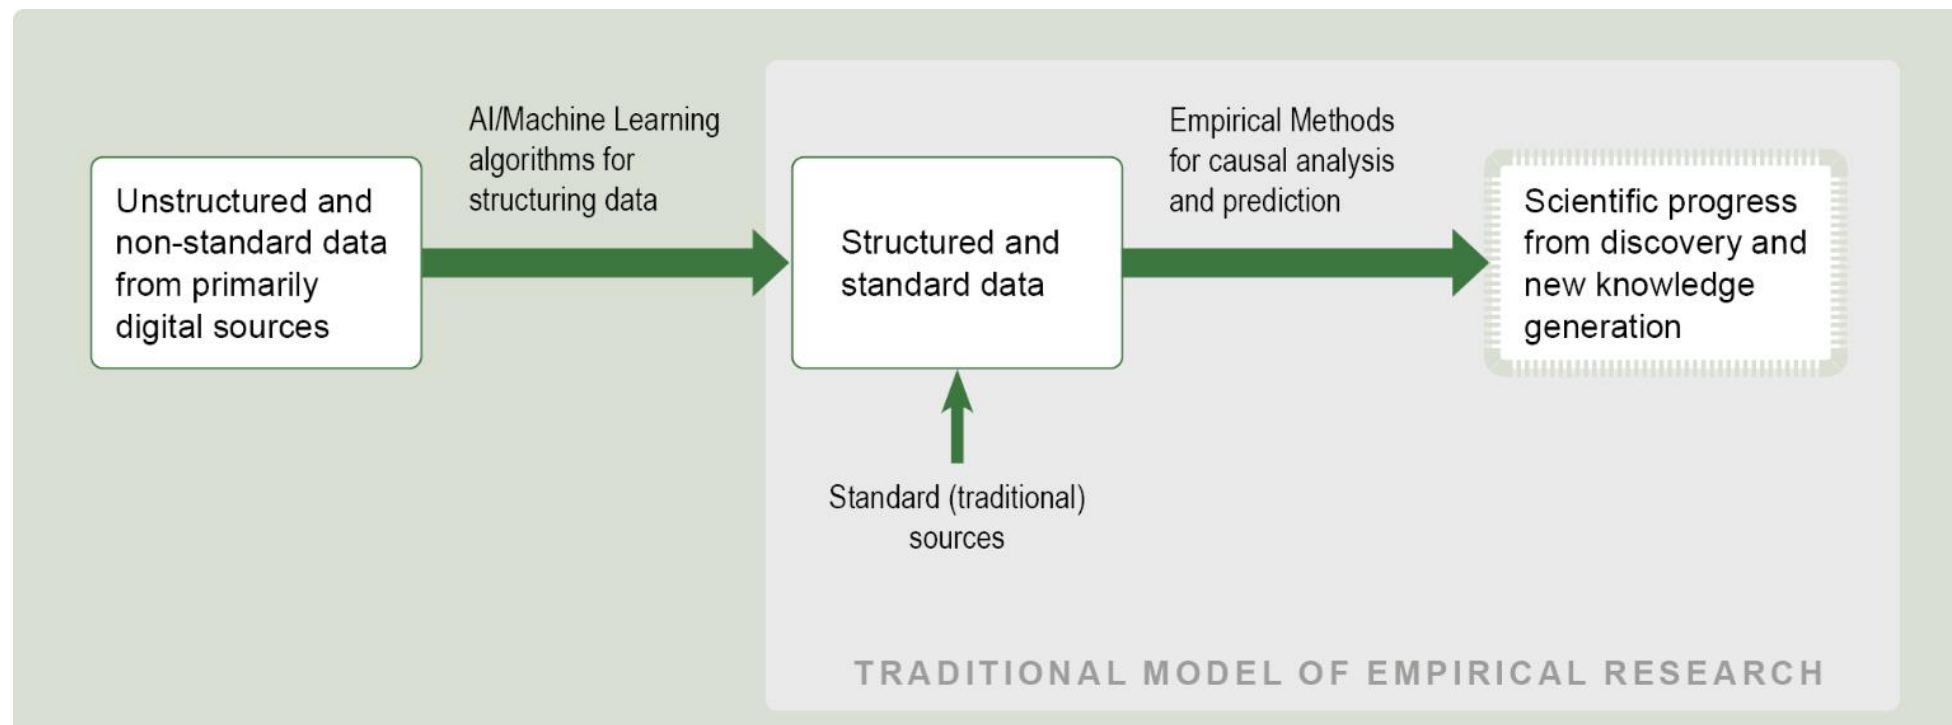 AI/Machine Learning
algorithms for
structuring data
Empirical Methods
for causal analysis
and prediction
Unstructured and
non-standard data
from primarily
digital sources
Structured and
standard data
Scientific progress
from discovery and
new knowledge
generation
Standard (traditional)
sources
TRADITIONAL MODEL OF EMPIRICAL RESEARCH